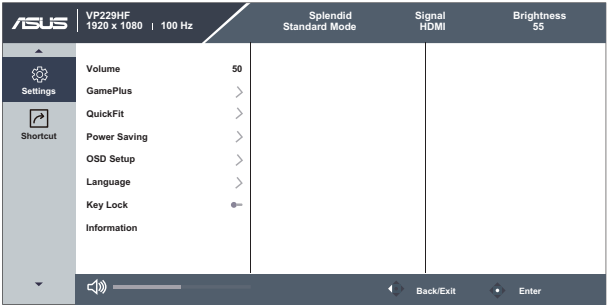 ASUS
VP229HF
1920 x 1080 | 100 Hz
Splendid
Standard Mode
Signal
HDMI
Brightness
55
Settings
Shortcut
Volume 50
GamePlus
QuickFit
Power Saving
OSD Setup
Language
Key Lock
Information
Back/Exit
Enter